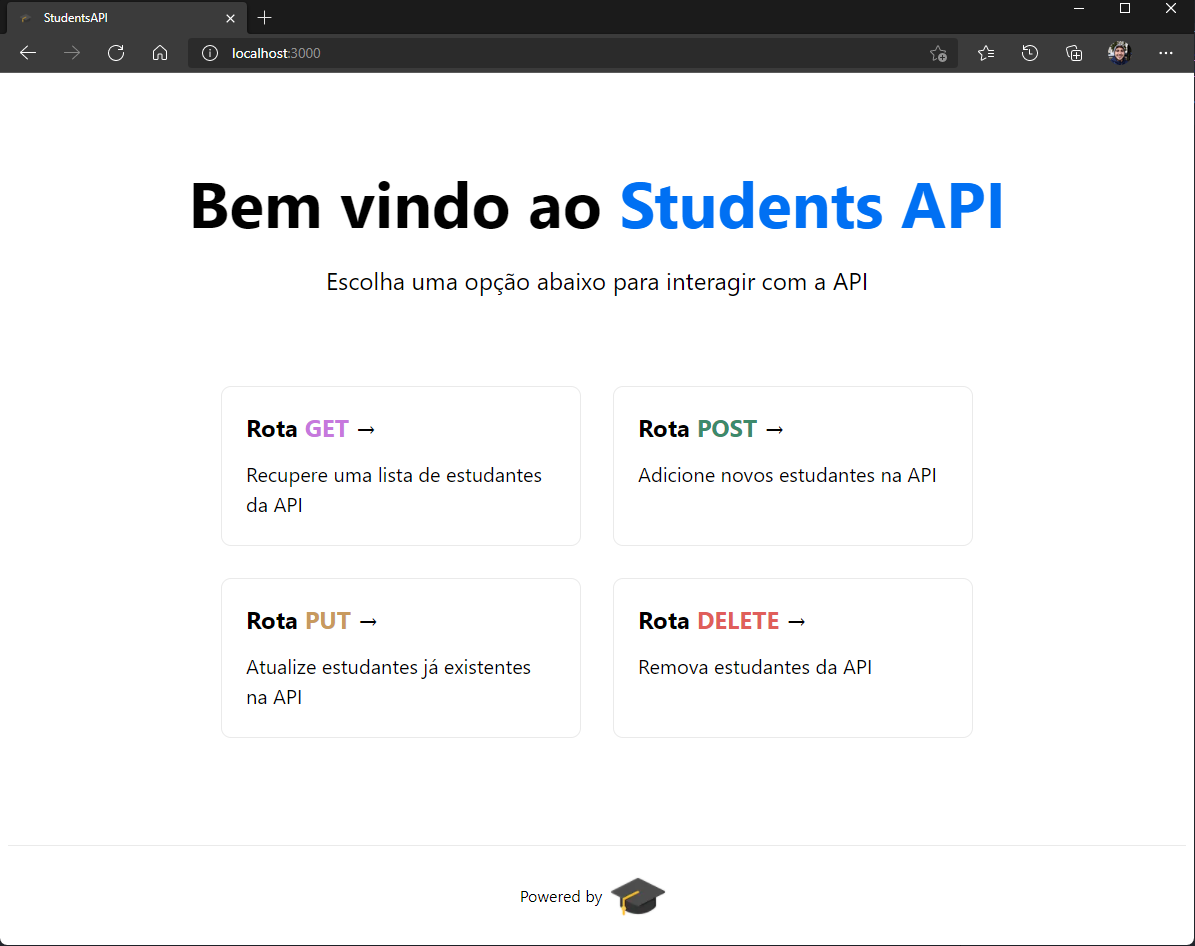 StudentsAPI
localhost:3000
Bem vindo ao Students API
Escolha uma opção abaixo para interagir com a API
Rota GET →
Recupere uma lista de estudantes
da API
Rota POST →
Adicione novos estudantes na API
Rota PUT →
Atualize estudantes já existentes
na API
Rota DELETE →
Remova estudantes da API
Powered by